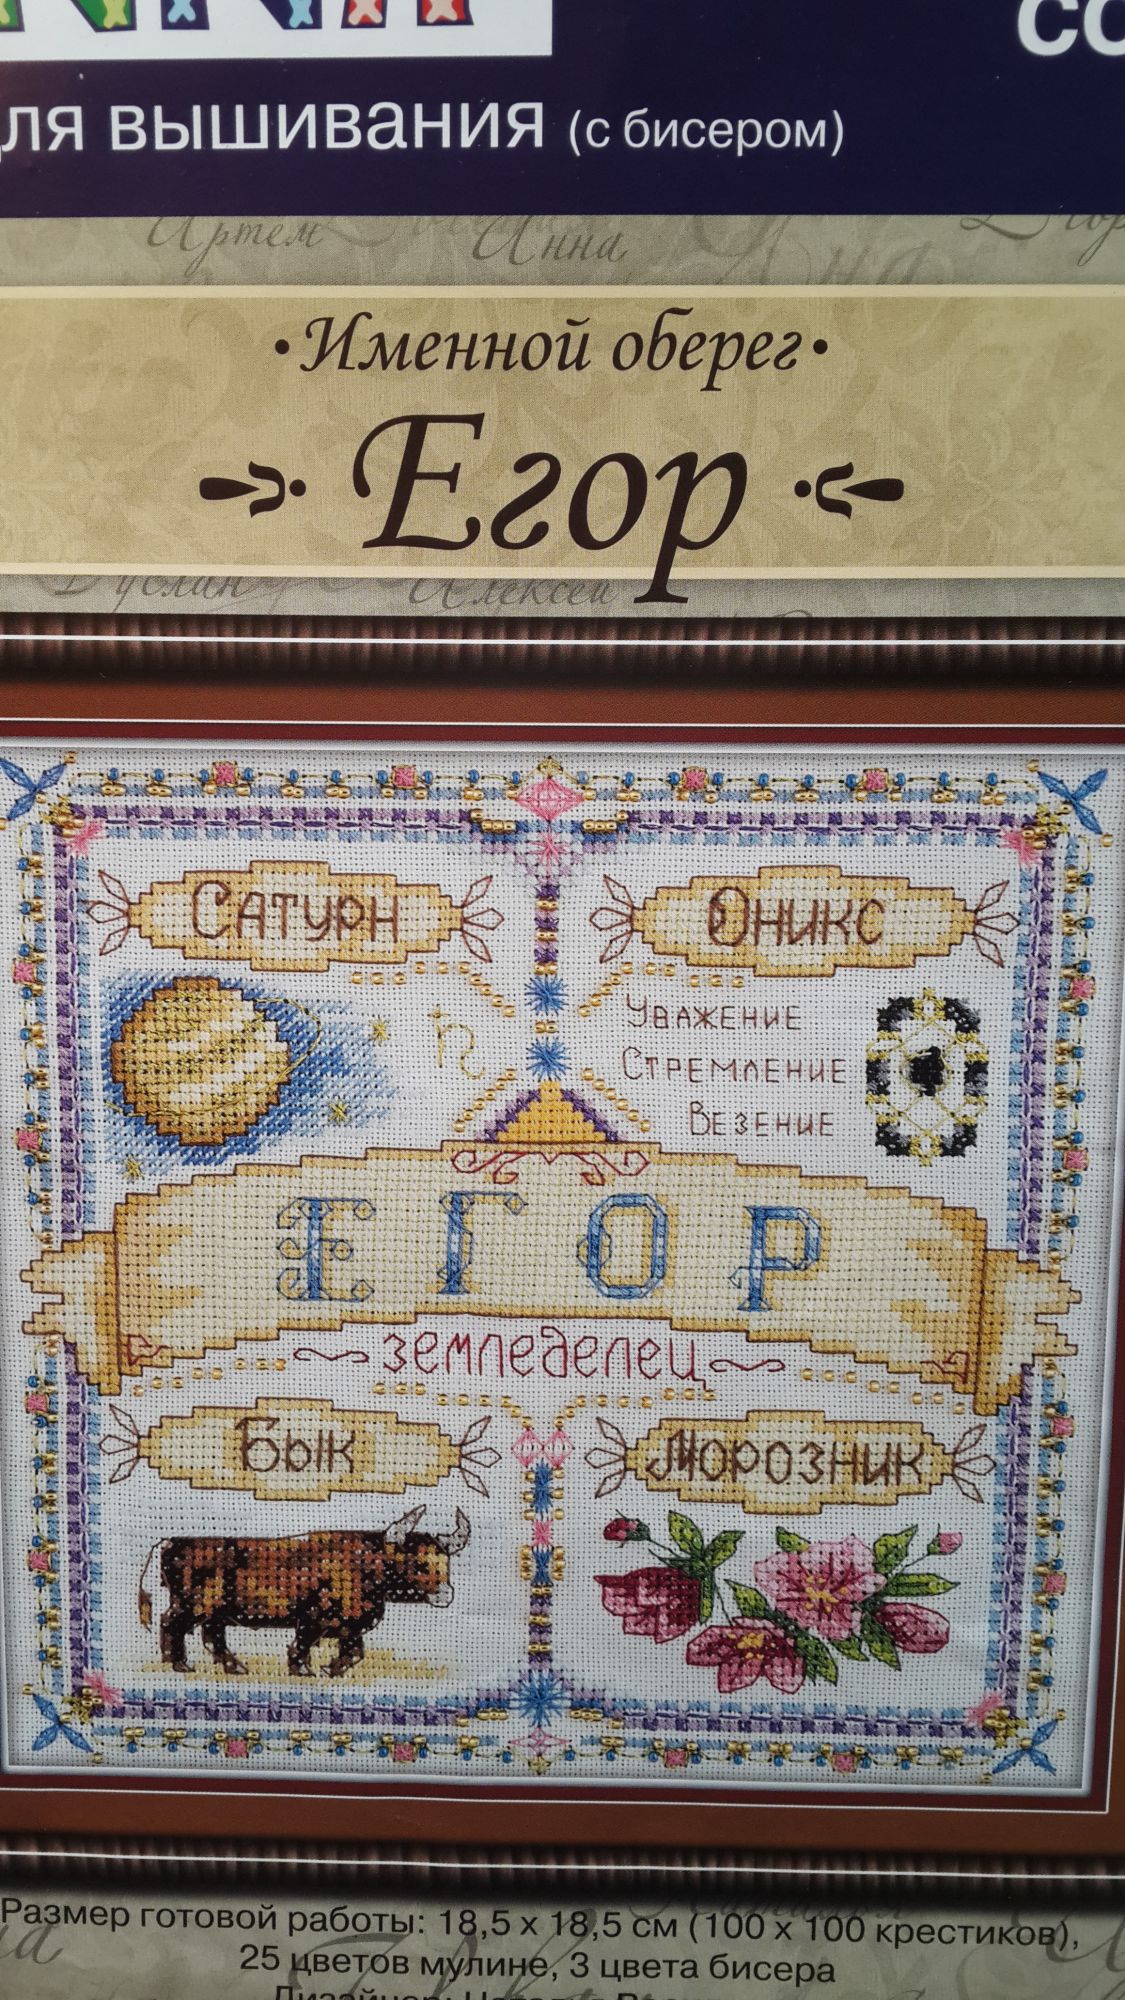 для вышивания (с бисером)
Артем Анна
•Именной оберег•
Егор
Руслан Алексей
Сатурн Оникс
Уважение
Стремление
Везение
ЕГОР
земледелец
Бык Морозник
Размер готовой работы: 18,5 х 18,5 см (100 х 100 крестиков),
25 цветов мулине, 3 цвета бисера